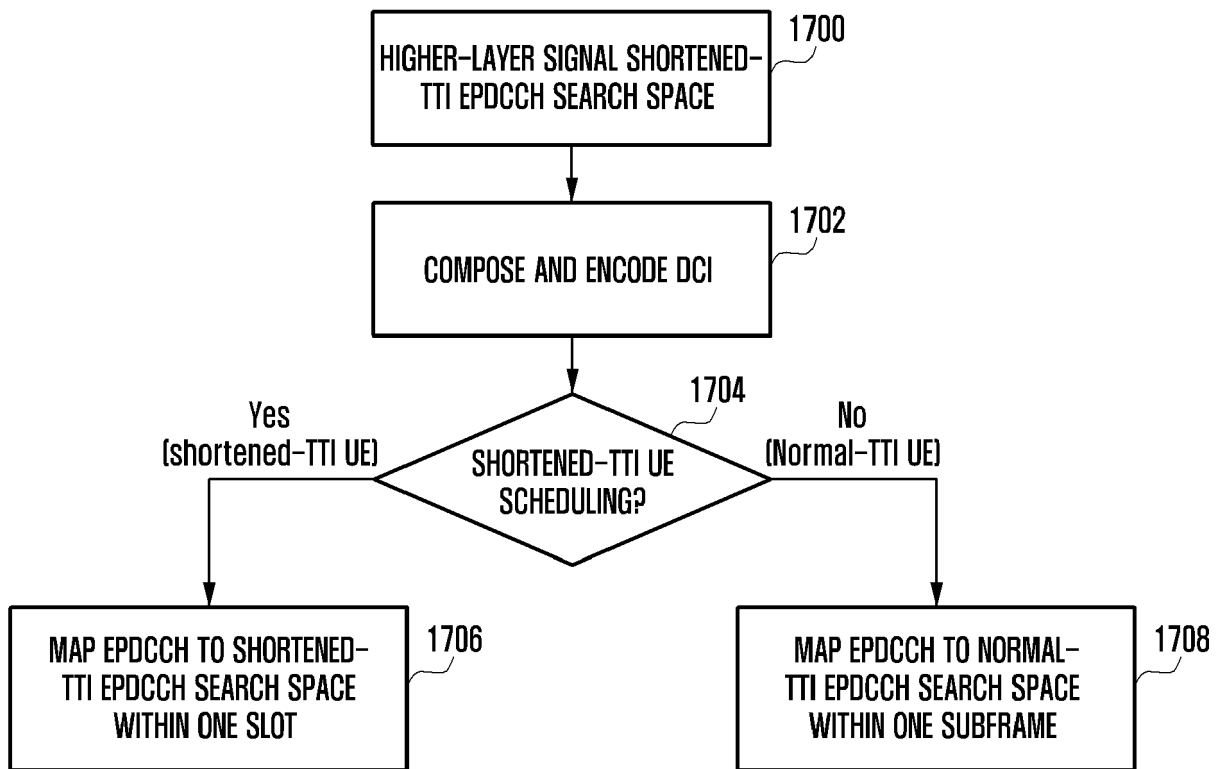 1700
HIGHER-LAYER SIGNAL SHORTENED-
TTI EPDCCH SEARCH SPACE
1702
COMPOSE AND ENCODE DCI
1704
Yes
(shortened-TTI UE)
No
(Normal-TTI UE)
SHORTENED-TTI UE
SCHEDULING?
1706
MAP EPDCCH TO SHORTENED-
TTI EPDCCH SEARCH SPACE
WITHIN ONE SLOT
1708
MAP EPDCCH TO NORMAL-
TTI EPDCCH SEARCH SPACE
WITHIN ONE SUBFRAME